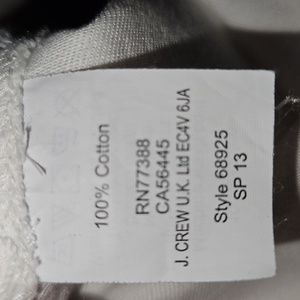 100% Cotton
RN77388
CA56445
J. CREW U.K. Ltd EC4V 6JA
Style 68925
SP 13